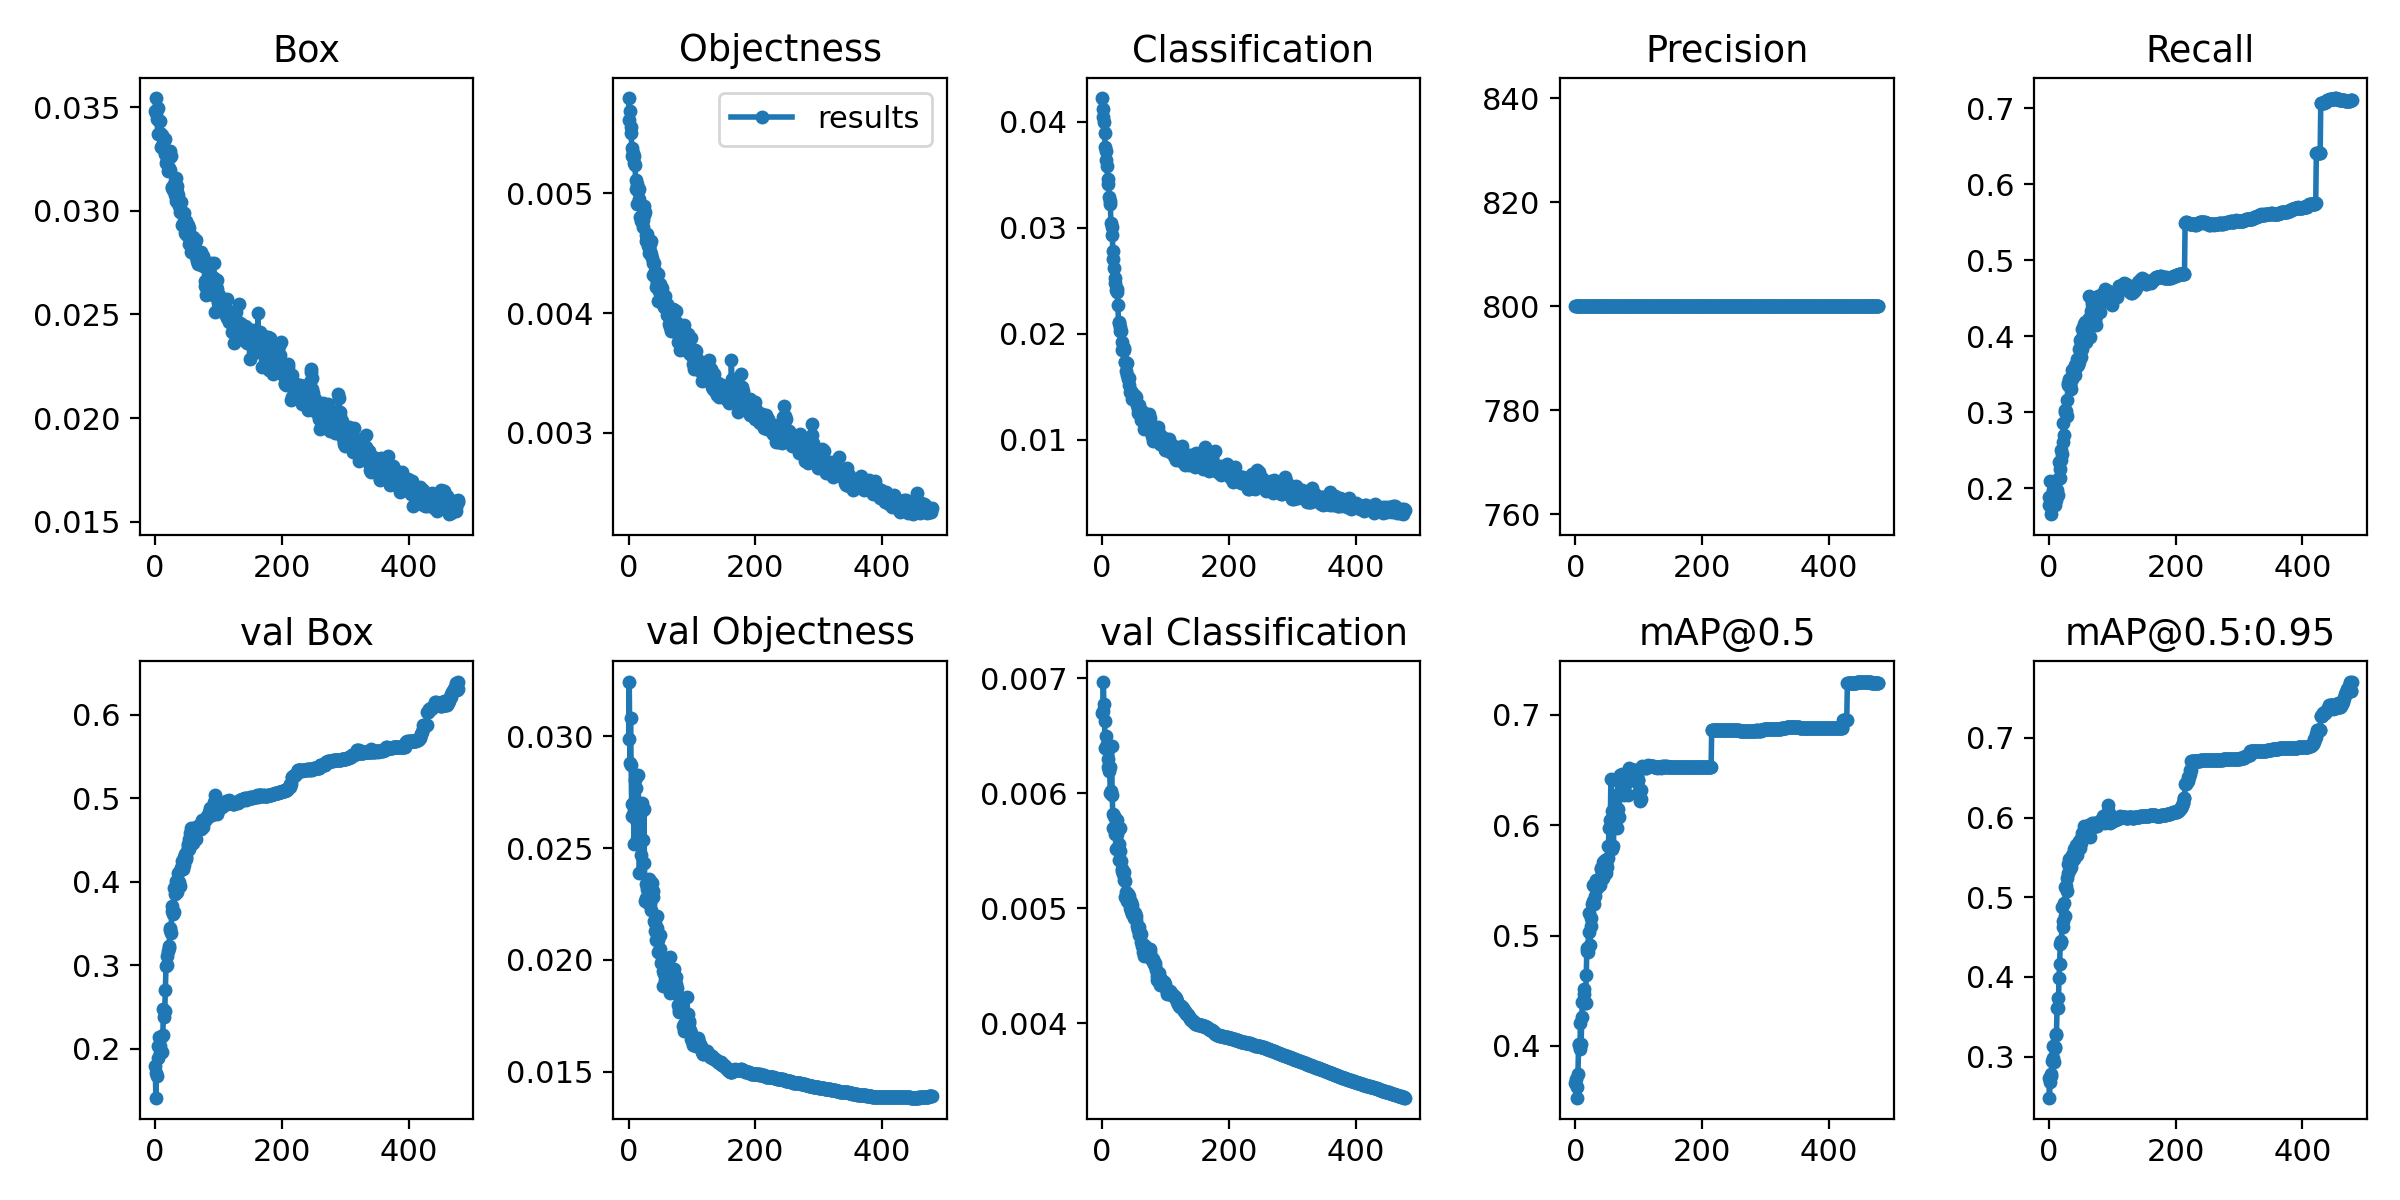 Box
Objectness
Classification
Precision
Recall
results
0.035
0.030
0.025
0.020
0.015
0 200 400
0.005
0.004
0.003
0 200 400
0.04
0.03
0.02
0.01
0 200 400
840
820
800
780
760
0 200 400
0.7
0.6
0.5
0.4
0.3
0.2
0 200 400
val Box
val Objectness
val Classification
mAP@0.5
mAP@0.5:0.95
0.6
0.5
0.4
0.3
0.2
0 200 400
0.030
0.025
0.020
0.015
0 200 400
0.007
0.006
0.005
0.004
0 200 400
0.7
0.6
0.5
0.4
0 200 400
0.7
0.6
0.5
0.4
0.3
0 200 400